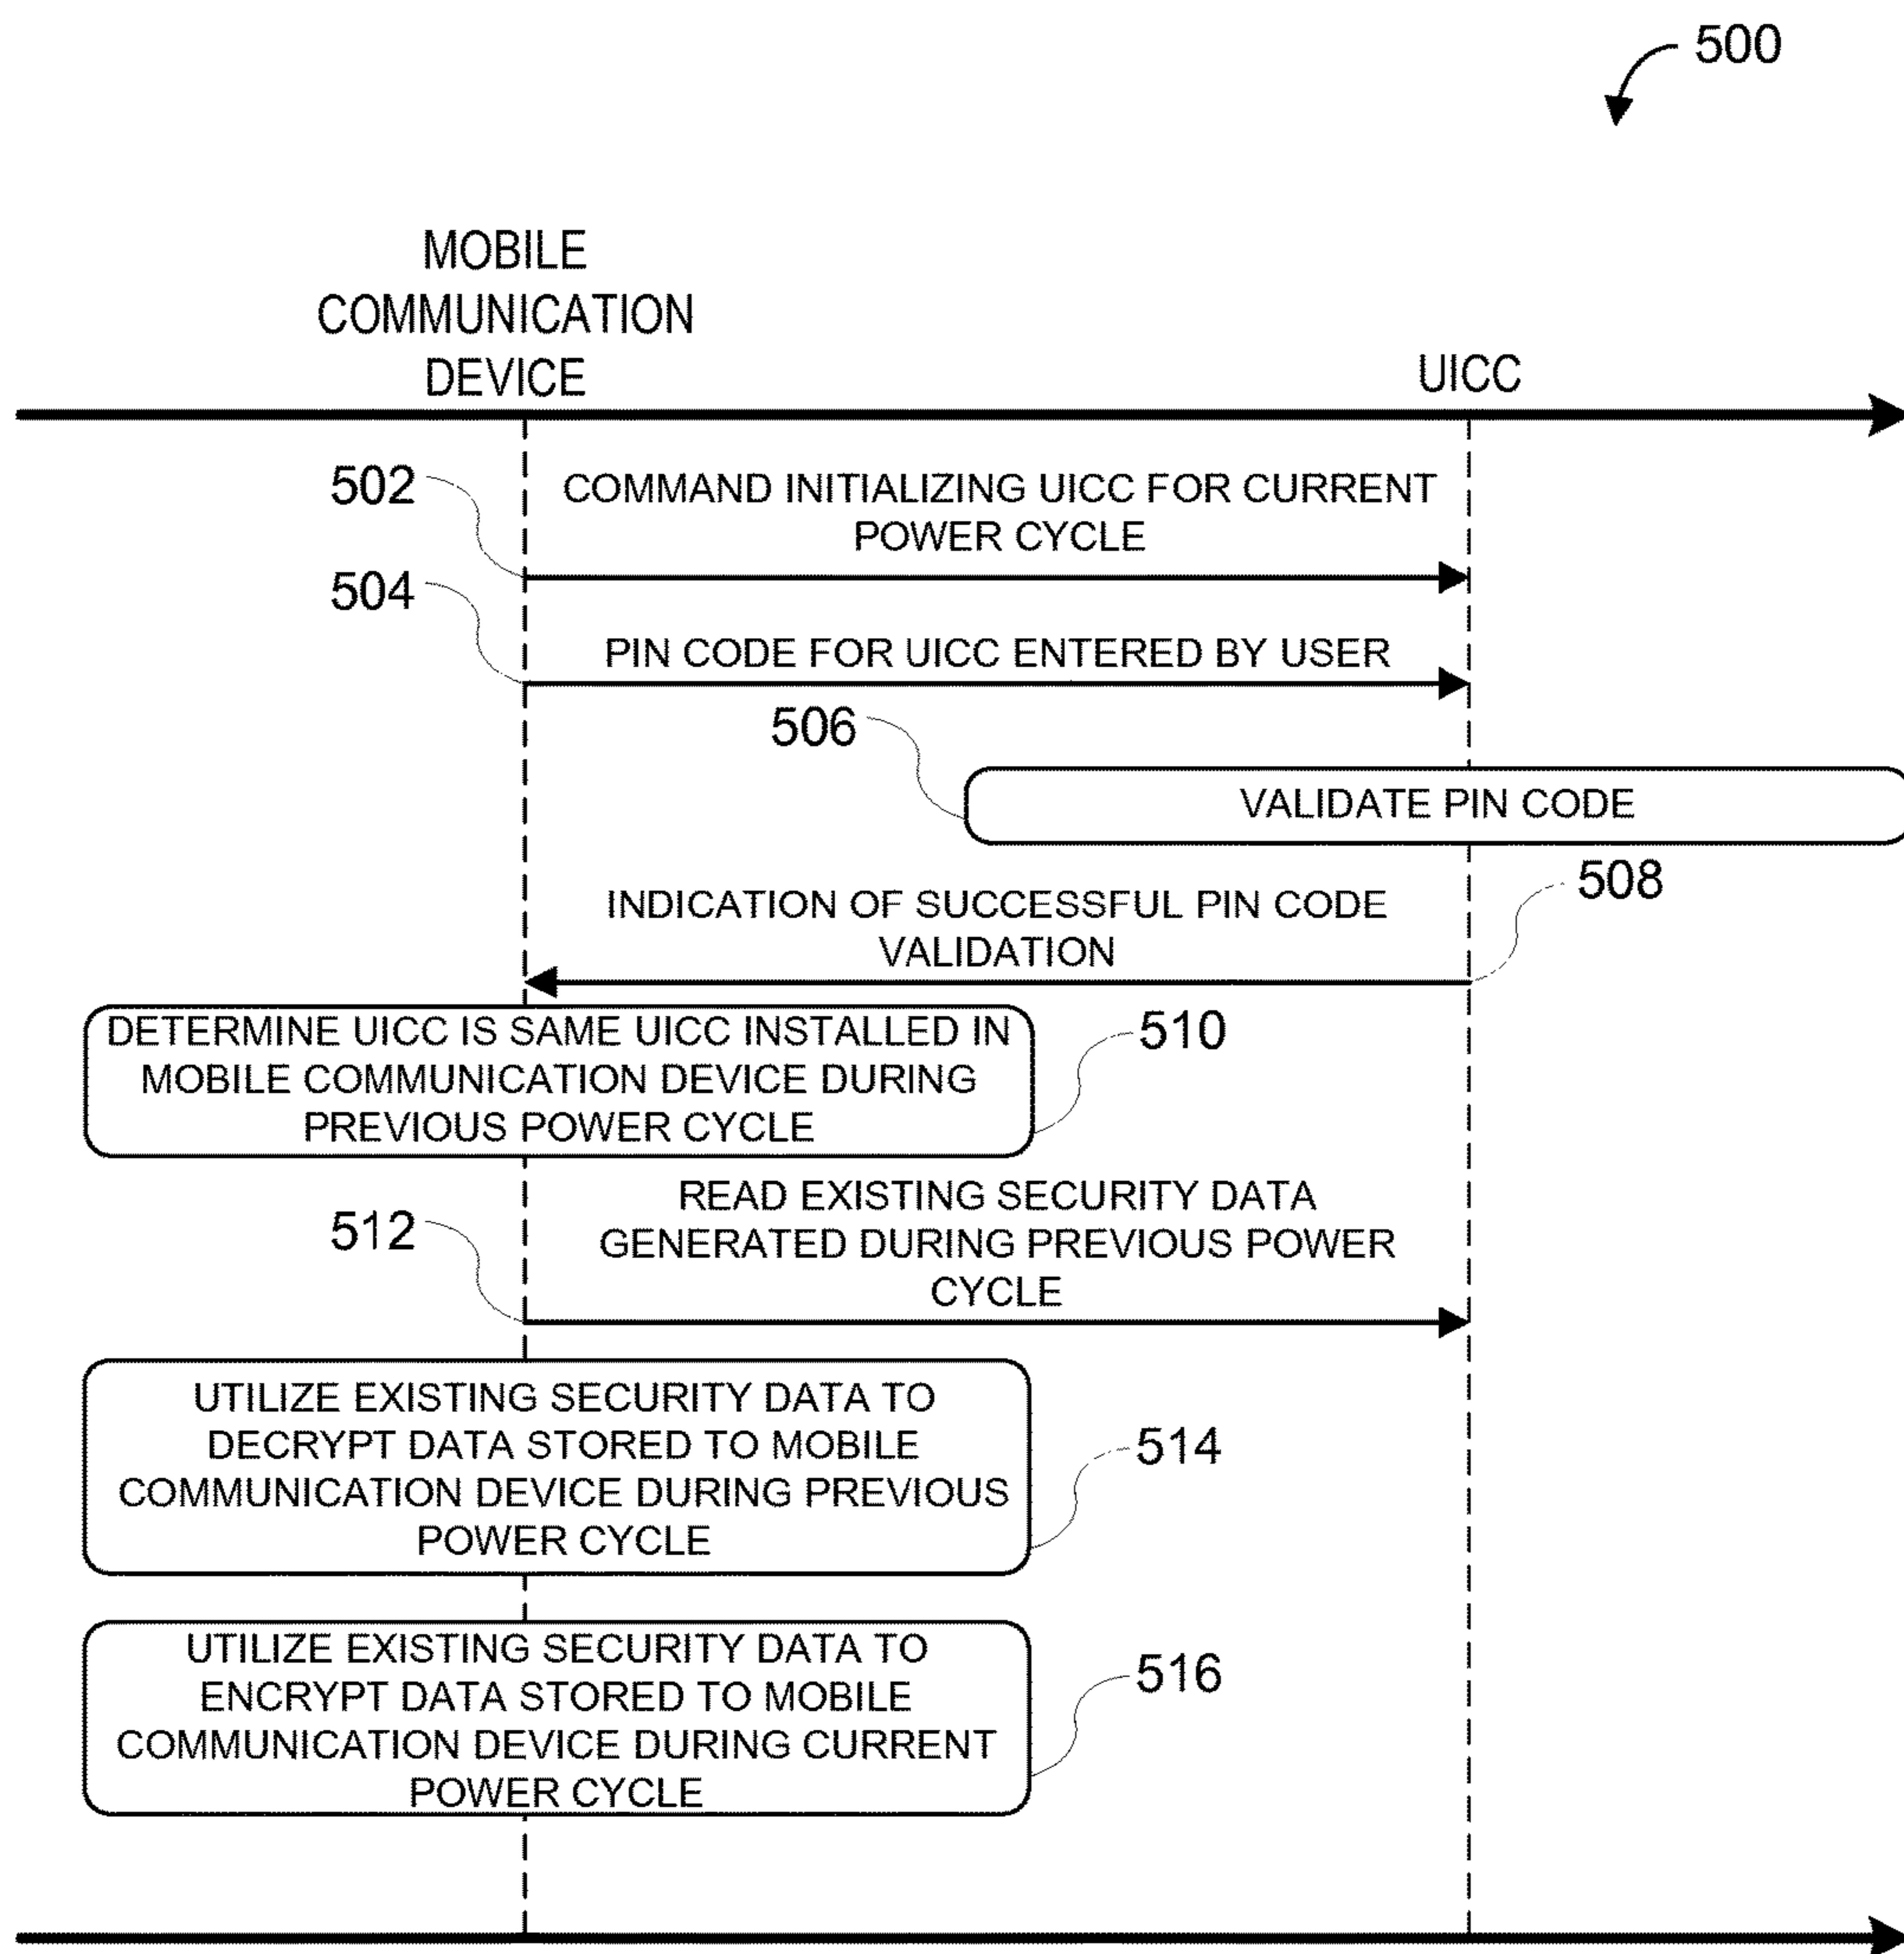 500
MOBILE
COMMUNICATION
DEVICE
UICC
502
COMMAND INITIALIZING UICC FOR CURRENT
POWER CYCLE
504
PIN CODE FOR UICC ENTERED BY USER
506
VALIDATE PIN CODE
508
INDICATION OF SUCCESSFUL PIN CODE
VALIDATION
DETERMINE UICC IS SAME UICC INSTALLED IN
MOBILE COMMUNICATION DEVICE DURING
PREVIOUS POWER CYCLE
510
512
READ EXISTING SECURITY DATA
GENERATED DURING PREVIOUS POWER
CYCLE
UTILIZE EXISTING SECURITY DATA TO
DECRYPT DATA STORED TO MOBILE
COMMUNICATION DEVICE DURING PREVIOUS
POWER CYCLE
514
UTILIZE EXISTING SECURITY DATA TO
ENCRYPT DATA STORED TO MOBILE
COMMUNICATION DEVICE DURING CURRENT
POWER CYCLE
516